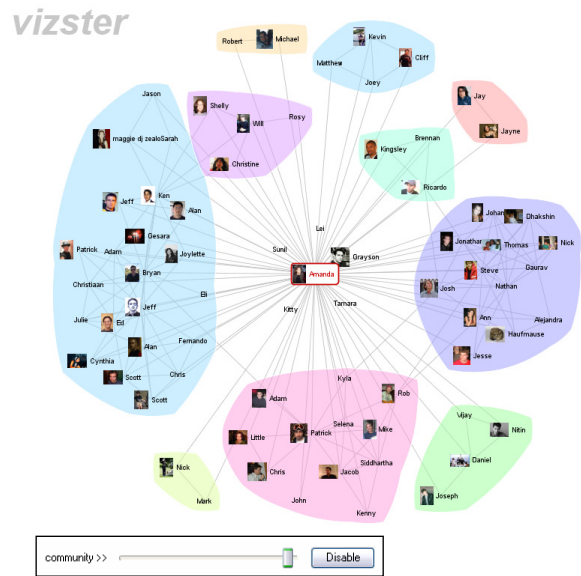 vizster
Robert
Michael
Kevin
Cliff
Matthew
Joey
Jason
Shelly
Will
Rosy
Christine
Jay
Jayne
maggie dj zealoSarah
Brennan
Kingsley
Ricardo
Jeff
Ken
Alan
Gesara
Patrick
Adam
Joylette
Bryan
Christiaan
Jeff
Eli
Julie
Ed
Alan
Fernando
Cynthia
Scott
Chris
Scott
Lei
Sunil
Grayson
Amanda
Kitty
Tamara
Johan
Dhakshin
Jonathan
Thomas
Nick
Steve
Gaurav
Josh
Nathan
Ann
Alejandra
Haufmause
Jesse
Kyla
Rob
Adam
Selena
Little
Patrick
Mike
Siddhartha
Chris
Jacob
John
Kenny
Vijay
Nitin
Daniel
Joseph
Nick
Mark
community >>
Disable